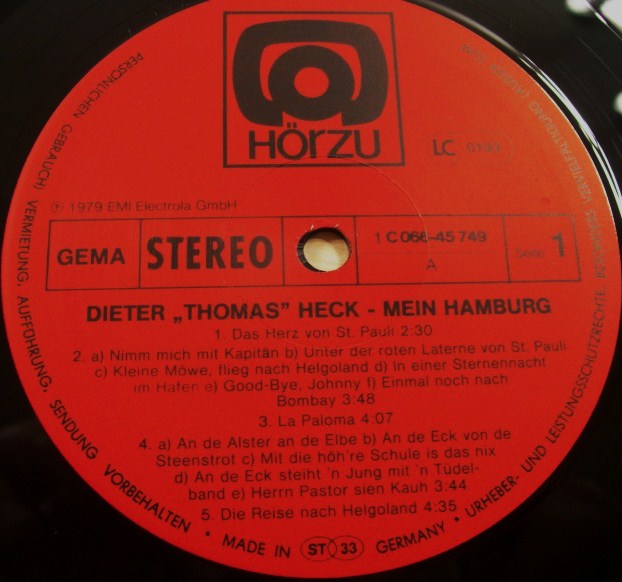 HÖrZU
LC 0193
℗ 1979 EMI Electrola GmbH
GEMA STEREO 1 C 066-45 749 A Seite 1
DIETER „THOMAS” HECK - MEIN HAMBURG
1. Das Herz von St. Pauli 2:30
2. a) Nimm mich mit Kapitän b) Unter der roten Laterne von St. Pauli
c) Kleine Möwe, flieg nach Helgoland d) In einer Sternennacht
im Hafen e) Good-Bye, Johnny f) Einmal noch nach
Bombay 3:48
3. La Paloma 4:07
4. a) An de Alster an de Elbe b) An de Eck von de
Steenstrot c) Mit die höh're Schule is das nix
d) An de Eck steiht 'n Jung mit 'n Tüdel-
band e) Herrn Pastor sien Kauh 3:44
5. Die Reise nach Helgoland 4:35
PERSÖNLICHEN GEBRAUCH) VERMIETUNG, AUFFÜHRUNG, SENDUNG VORBEHALTEN • MADE IN ST 33 GERMANY • URHEBER- UND LEISTUNGSSCHUTZRECHTE